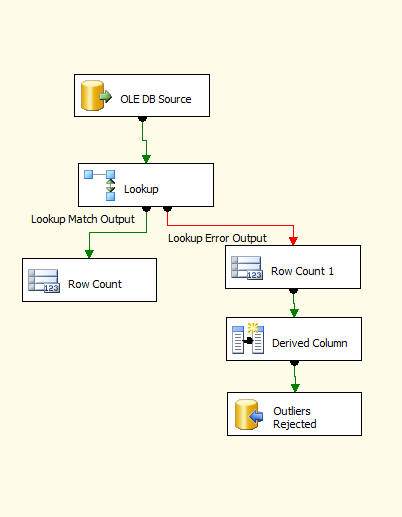 OLE DB Source
Lookup
Lookup Match Output
Lookup Error Output
Row Count
Row Count 1
Derived Column
Outliers
Rejected